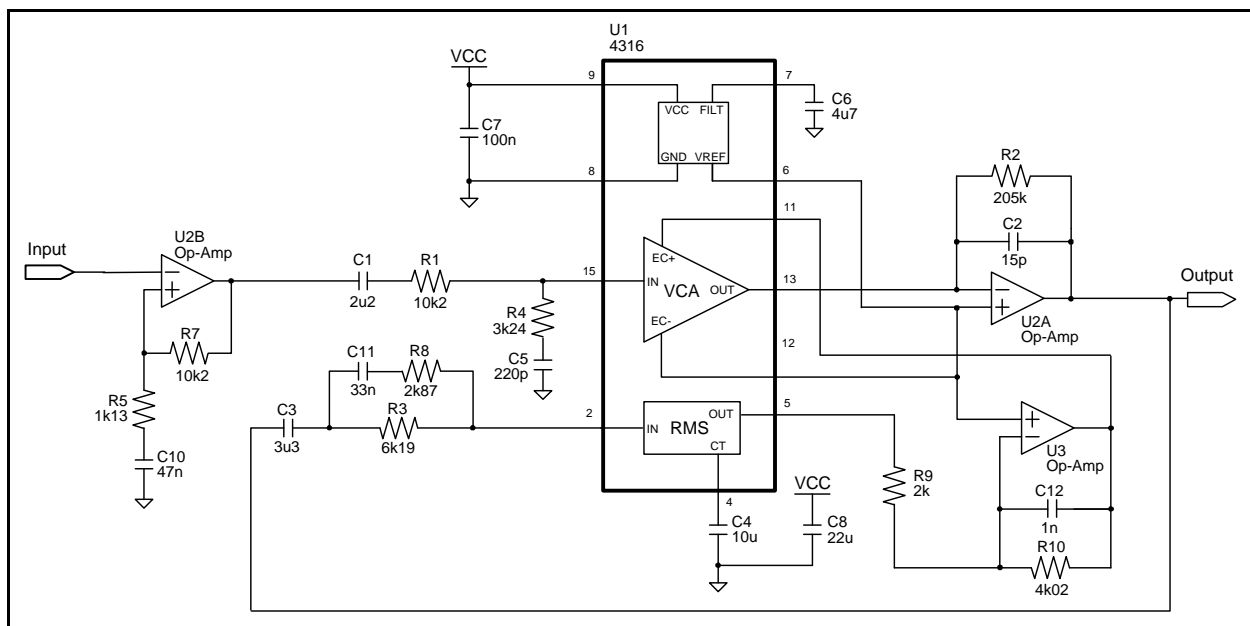 U1
4316
VCC
9
7
C6
4u7
VCC
FILT
C7
100n
GND
VREF
8
6
R2
205k
11
C2
15p
U2B
Op-Amp
Input
−
+
C1
2u2
R1
10k2
15
EC+
IN
VCA
OUT
EC-
13
−
+
U2A
Op-Amp
Output
R4
3k24
C5
220p
12
R7
10k2
R5
1k13
C10
47n
C11
33n
R8
2k87
C3
3u3
R3
6k19
2
IN
RMS
OUT
CT
5
4
+
−
U3
Op-Amp
R9
2k
C12
1n
R10
4k02
VCC
C4
10u
C8
22u